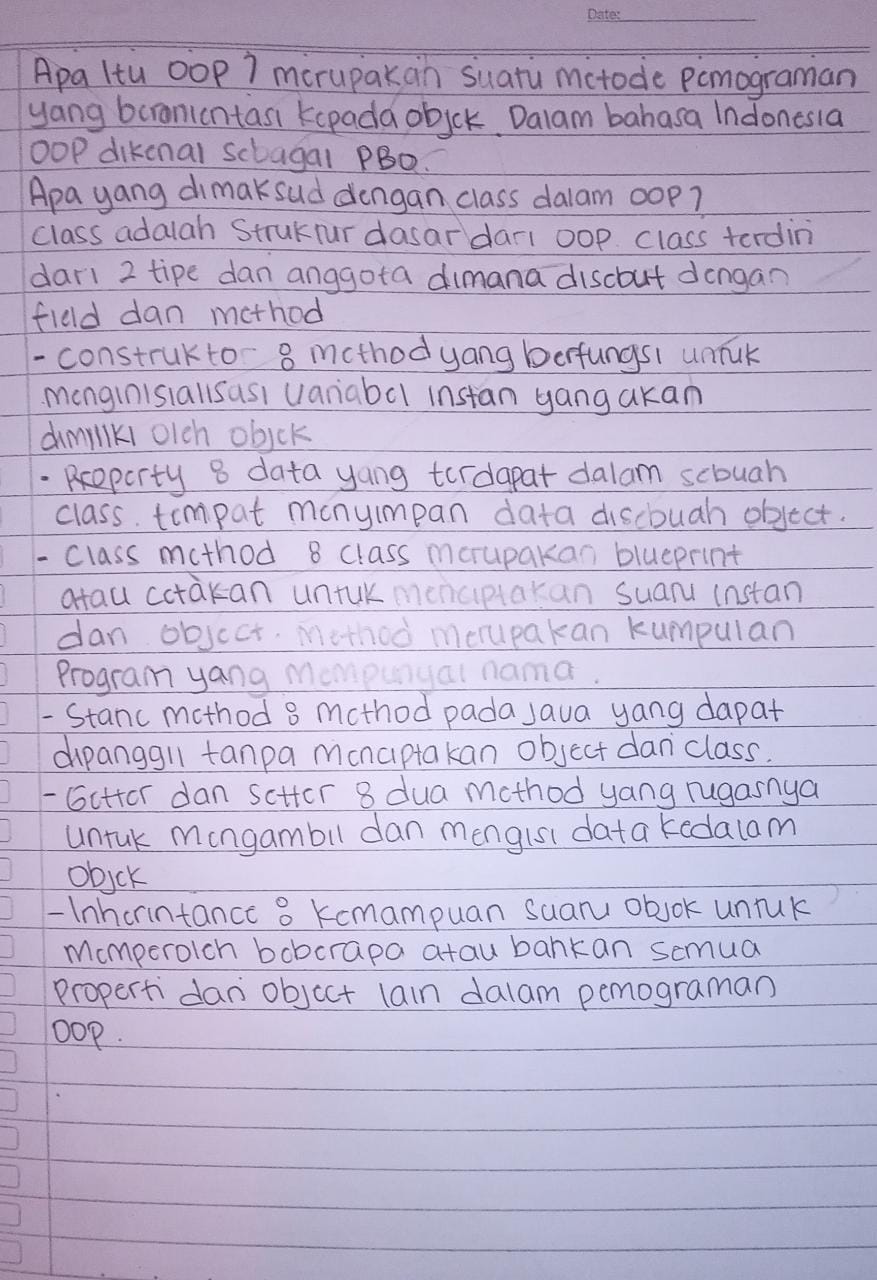 Date:
Apa Itu OOP ? merupakan suatu metode pemograman
yang berorientasi kepada objek. Dalam bahasa Indonesia
OOP dikenal sebagai PBO.
Apa yang dimaksud dengan class dalam OOP ?
class adalah Struktur dasar dari OOP. class terdiri
dari 2 tipe dan anggota dimana disebut dengan
field dan method
- construktor : method yang berfungsi untuk
menginisialisasi variabel instan yang akan
dimiliki oleh objek
- Property : data yang terdapat dalam sebuah
class. tempat menyimpan data disebuah object.
- Class method : class merupakan blueprint
atau cetakan untuk menciptakan suatu instan
dan object. method merupakan kumpulan
Program yang mempunyai nama.
- Static method : method pada java yang dapat
dipanggil tanpa menciptakan object dari class.
- Getter dan setter : dua method yang tugasnya
untuk mengambil dan mengisi data kedalam
objek
- Inherintance : kemampuan suatu objek untuk
memperoleh beberapa atau bahkan semua
properti dari object lain dalam pemograman
OOP.